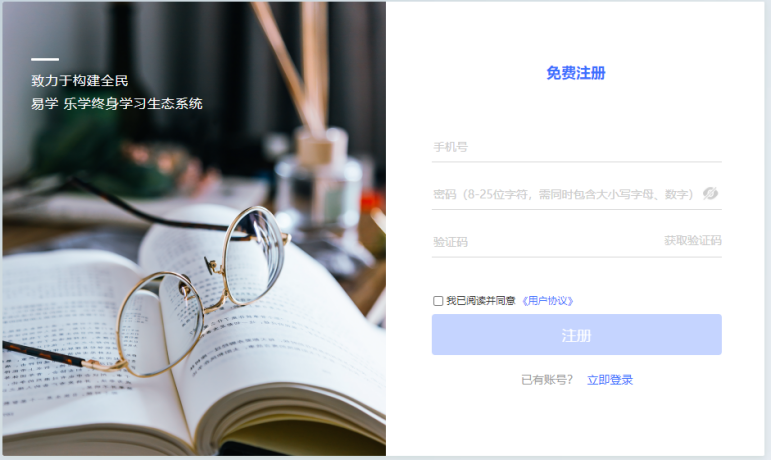 致力于构建全民
易学 乐学终身学习生态系统
免费注册
手机号
密码（8-25位字符，需同时包含大小写字母、数字）
验证码 获取验证码
我已阅读并同意 《用户协议》
注册
已有账号？ 立即登录